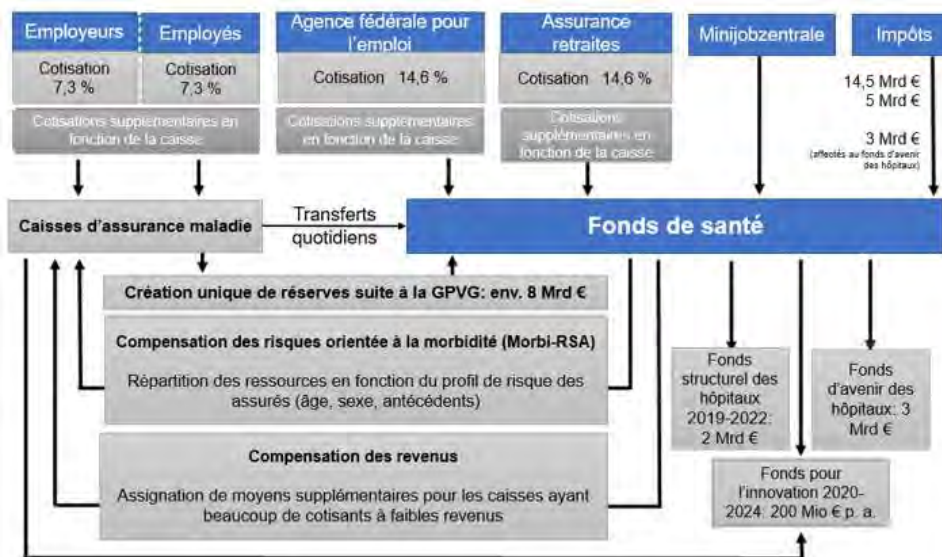 Employeurs
Employés
Agence fédérale pour
l'emploi
Assurance
retraites
Minijobzentrale
Impôts
Cotisation
7,3 %
Cotisation
7,3 %
Cotisation 14,6 %
Cotisation 14,6 %
14,5 Mrd €
5 Mrd €
3 Mrd €
(affectés au fonds d'avenir
des hôpitaux)
Cotisations supplémentaires en
fonction de la caisse
Cotisations supplémentaires
en fonction de la caisse
Cotisations
supplémentaires en
fonction de la caisse
Caisses d'assurance maladie
Transferts
quotidiens
Fonds de santé
Création unique de réserves suite à la GPVG: env. 8 Mrd €
Compensation des risques orientée à la morbidité (Morbi-RSA)
Répartition des ressources en fonction du profil de risque des
assurés (âge, sexe, antécédents)
Compensation des revenus
Assignation de moyens supplémentaires pour les caisses ayant
beaucoup de cotisants à faibles revenus
Fonds
structurel des
hôpitaux
2019-2022:
2 Mrd €
Fonds
d'avenir des
hôpitaux: 3
Mrd €
Fonds pour
l'innovation 2020-
2024: 200 Mio € p. a.